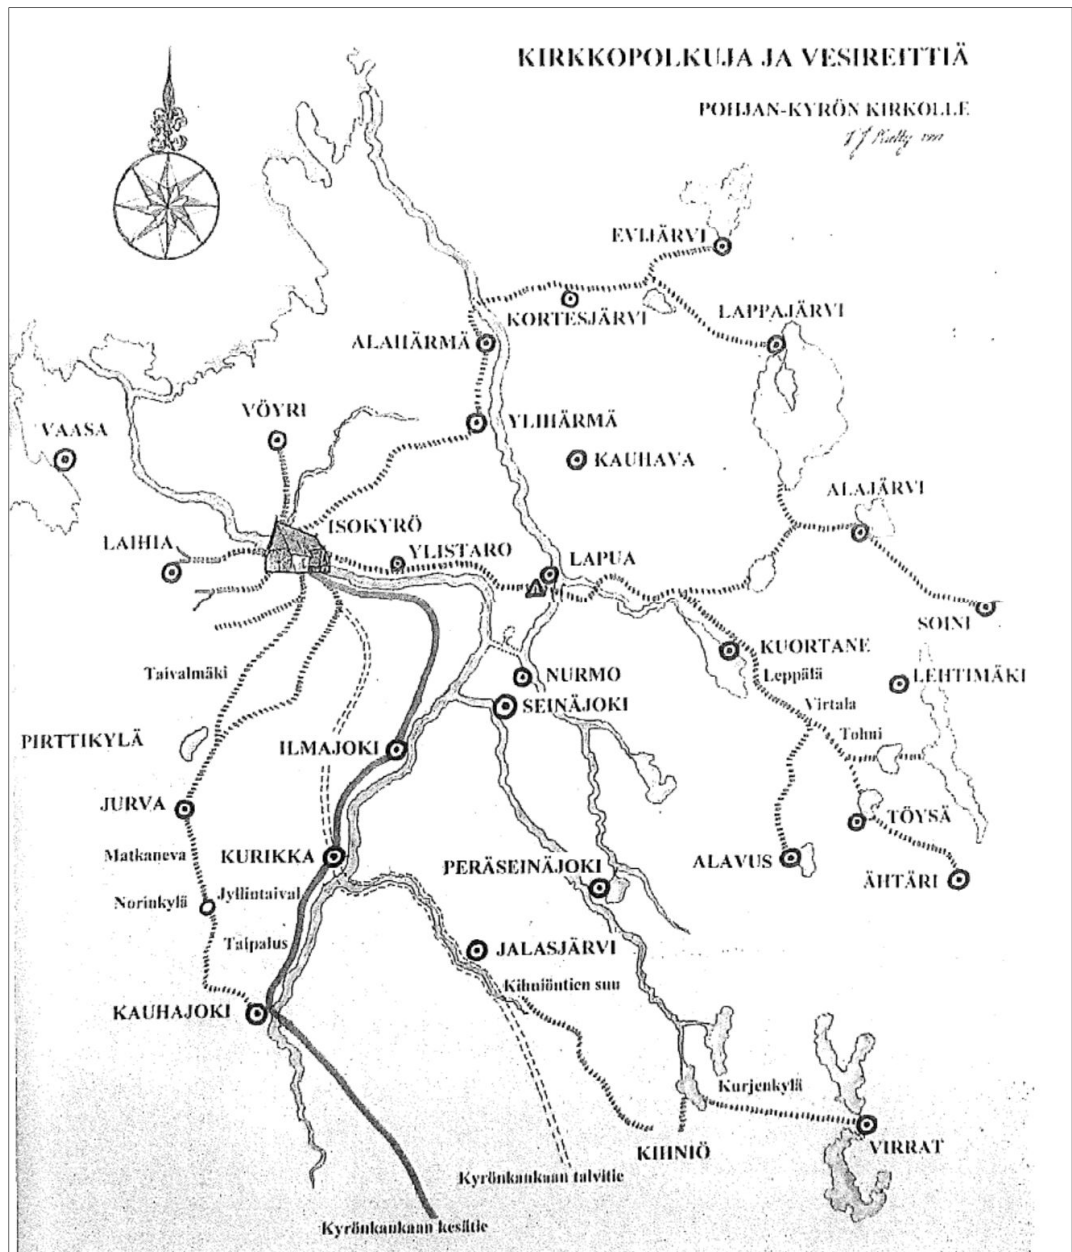 KIRKKOPOLKUJA JA VESIREITTIÄ
POHJAN-KYRÖN KIRKOLLE
EVIJÄRVI
KORTESJÄRVI
LAPPAJÄRVI
ALAHÄRMÄ
VÖYRI
YLIHÄRMÄ
VAASA
KAUHAVA
ALAJÄRVI
ISOKYRÖ
LAIHIA
YLISTARO
LAPUA
SOINI
KUORTANE
Taivalmäki
NURMO
Leppälä
LEHTIMÄKI
SEINÄJOKI
Virtala
PIRTTIKYLÄ
ILMAJOKI
Tohni
JURVA
TÖYSÄ
Matkaneva
KURIKKA
ALAVUS
PERÄSEINÄJOKI
ÄHTÄRI
Norinkylä
Jyllintaival
Taipalus
JALASJÄRVI
Kihniöntien suu
KAUHAJOKI
Kurjenkylä
KIHNIÖ
VIRRAT
Kyrönkankaan talvitie
Kyrönkankaan kesätie